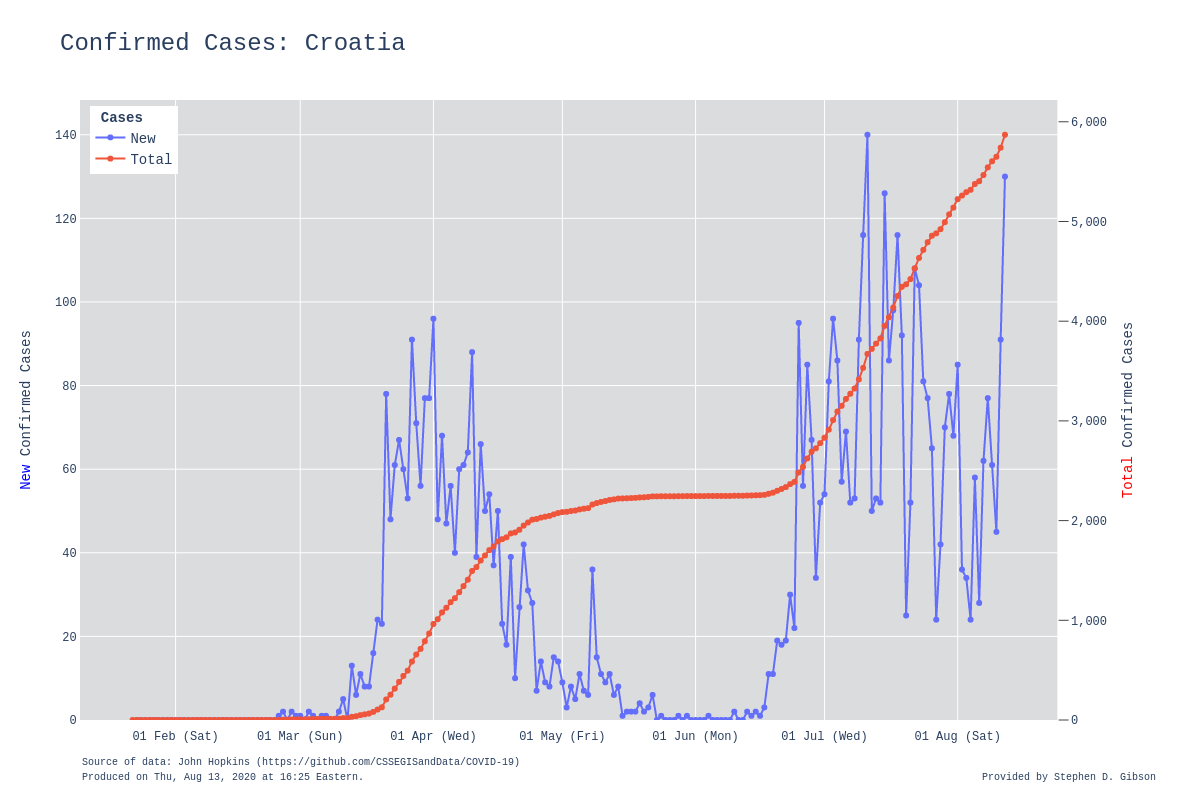 Confirmed Cases: Croatia
Cases
New
Total
140
120
100
80
60
40
20
0
6,000
5,000
4,000
3,000
2,000
1,000
0
New Confirmed Cases
Total Confirmed Cases
01 Feb (Sat)
01 Mar (Sun)
01 Apr (Wed)
01 May (Fri)
01 Jun (Mon)
01 Jul (Wed)
01 Aug (Sat)
Source of data: John Hopkins (https://github.com/CSSEGISandData/COVID-19)
Produced on Thu, Aug 13, 2020 at 16:25 Eastern.
Provided by Stephen D. Gibson